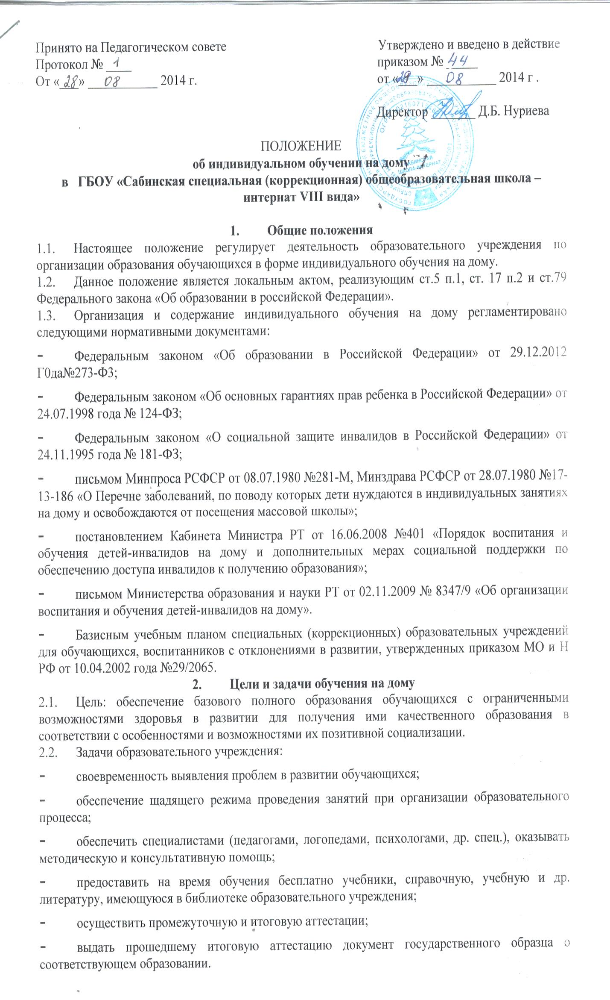 Принято на Педагогическом совете
Протокол № 1
От «28» 08 2014 г.
Утверждено и введено в действие
приказом № 44
от «29» 08 2014 г .
Директор Д.Б. Нуриева
ПОЛОЖЕНИЕ
об индивидуальном обучении на дому
в ГБОУ «Сабинская специальная (коррекционная) общеобразовательная школа –
интернат VIII вида»
1. Общие положения
1.1. Настоящее положение регулирует деятельность образовательного учреждения по
организации образования обучающихся в форме индивидуального обучения на дому.
1.2. Данное положение является локальным актом, реализующим ст.5 п.1, ст. 17 п.2 и ст.79
Федерального закона «Об образовании в российской Федерации».
1.3. Организация и содержание индивидуального обучения на дому регламентировано
следующими нормативными документами:
- Федеральным законом «Об образовании в Российской Федерации» от 29.12.2012
Г0да№273-ФЗ;
- Федеральным законом «Об основных гарантиях прав ребенка в Российской Федерации» от
24.07.1998 года № 124-ФЗ;
- Федеральным законом «О социальной защите инвалидов в Российской Федерации» от
24.11.1995 года № 181-ФЗ;
- письмом Минпроса РСФСР от 08.07.1980 №281-М, Минздрава РСФСР от 28.07.1980 №17-
13-186 «О Перечне заболеваний, по поводу которых дети нуждаются в индивидуальных занятиях
на дому и освобождаются от посещения массовой школы»;
- постановлением Кабинета Министра РТ от 16.06.2008 №401 «Порядок воспитания и
обучения детей-инвалидов на дому и дополнительных мерах социальной поддержки по
обеспечению доступа инвалидов к получению образования»;
- письмом Министерства образования и науки РТ от 02.11.2009 № 8347/9 «Об организации
воспитания и обучения детей-инвалидов на дому».
- Базисным учебным планом специальных (коррекционных) образовательных учреждений
для обучающихся, воспитанников с отклонениями в развитии, утвержденных приказом МО и Н
РФ от 10.04.2002 года №29/2065.
2. Цели и задачи обучения на дому
2.1. Цель: обеспечение базового полного образования обучающихся с ограниченными
возможностями здоровья в развитии для получения ими качественного образования в
соответствии с особенностями и возможностями их позитивной социализации.
2.2. Задачи образовательного учреждения:
- своевременность выявления проблем в развитии обучающихся;
- обеспечение щадящего режима проведения занятий при организации образовательного
процесса;
- обеспечить специалистами (педагогами, логопедами, психологами, др. спец.), оказывать
методическую и консультативную помощь;
- предоставить на время обучения бесплатно учебники, справочную, учебную и др.
литературу, имеющуюся в библиотеке образовательного учреждения;
- осуществить промежуточную и итоговую аттестации;
- выдать прошедшему итоговую аттестацию документ государственного образца о
соответствующем образовании.